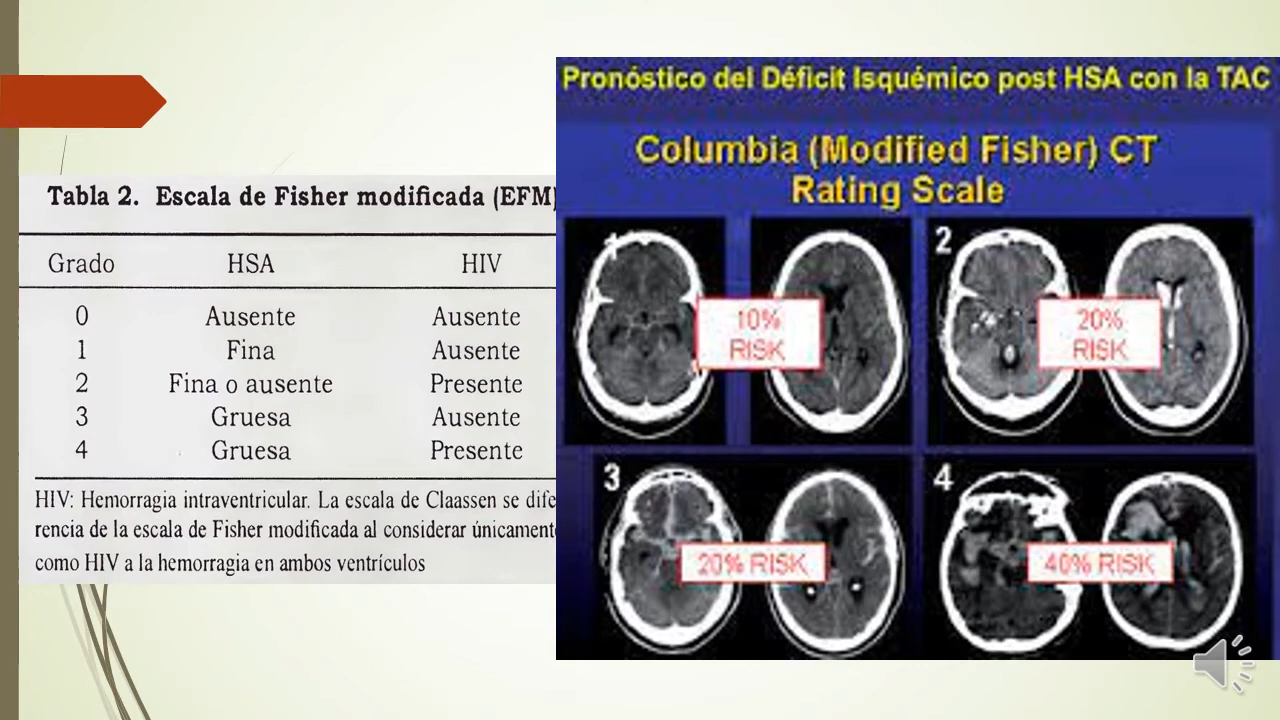 Tabla 2. Escala de Fisher modificada (EFM)
Grado HSA HIV
0 Ausente Ausente
1 Fina Ausente
2 Fina o ausente Presente
3 Gruesa Ausente
4 Gruesa Presente
HIV: Hemorragia intraventricular. La escala de Claassen se dife
rencia de la escala de Fisher modificada al considerar únicament
como HIV a la hemorragia en ambos ventrículos
Pronóstico del Déficit Isquémico post HSA con la TAC
Columbia (Modified Fisher) CT
Rating Scale
1
10%
RISK
2
20%
RISK
3
20% RISK
4
40% RISK